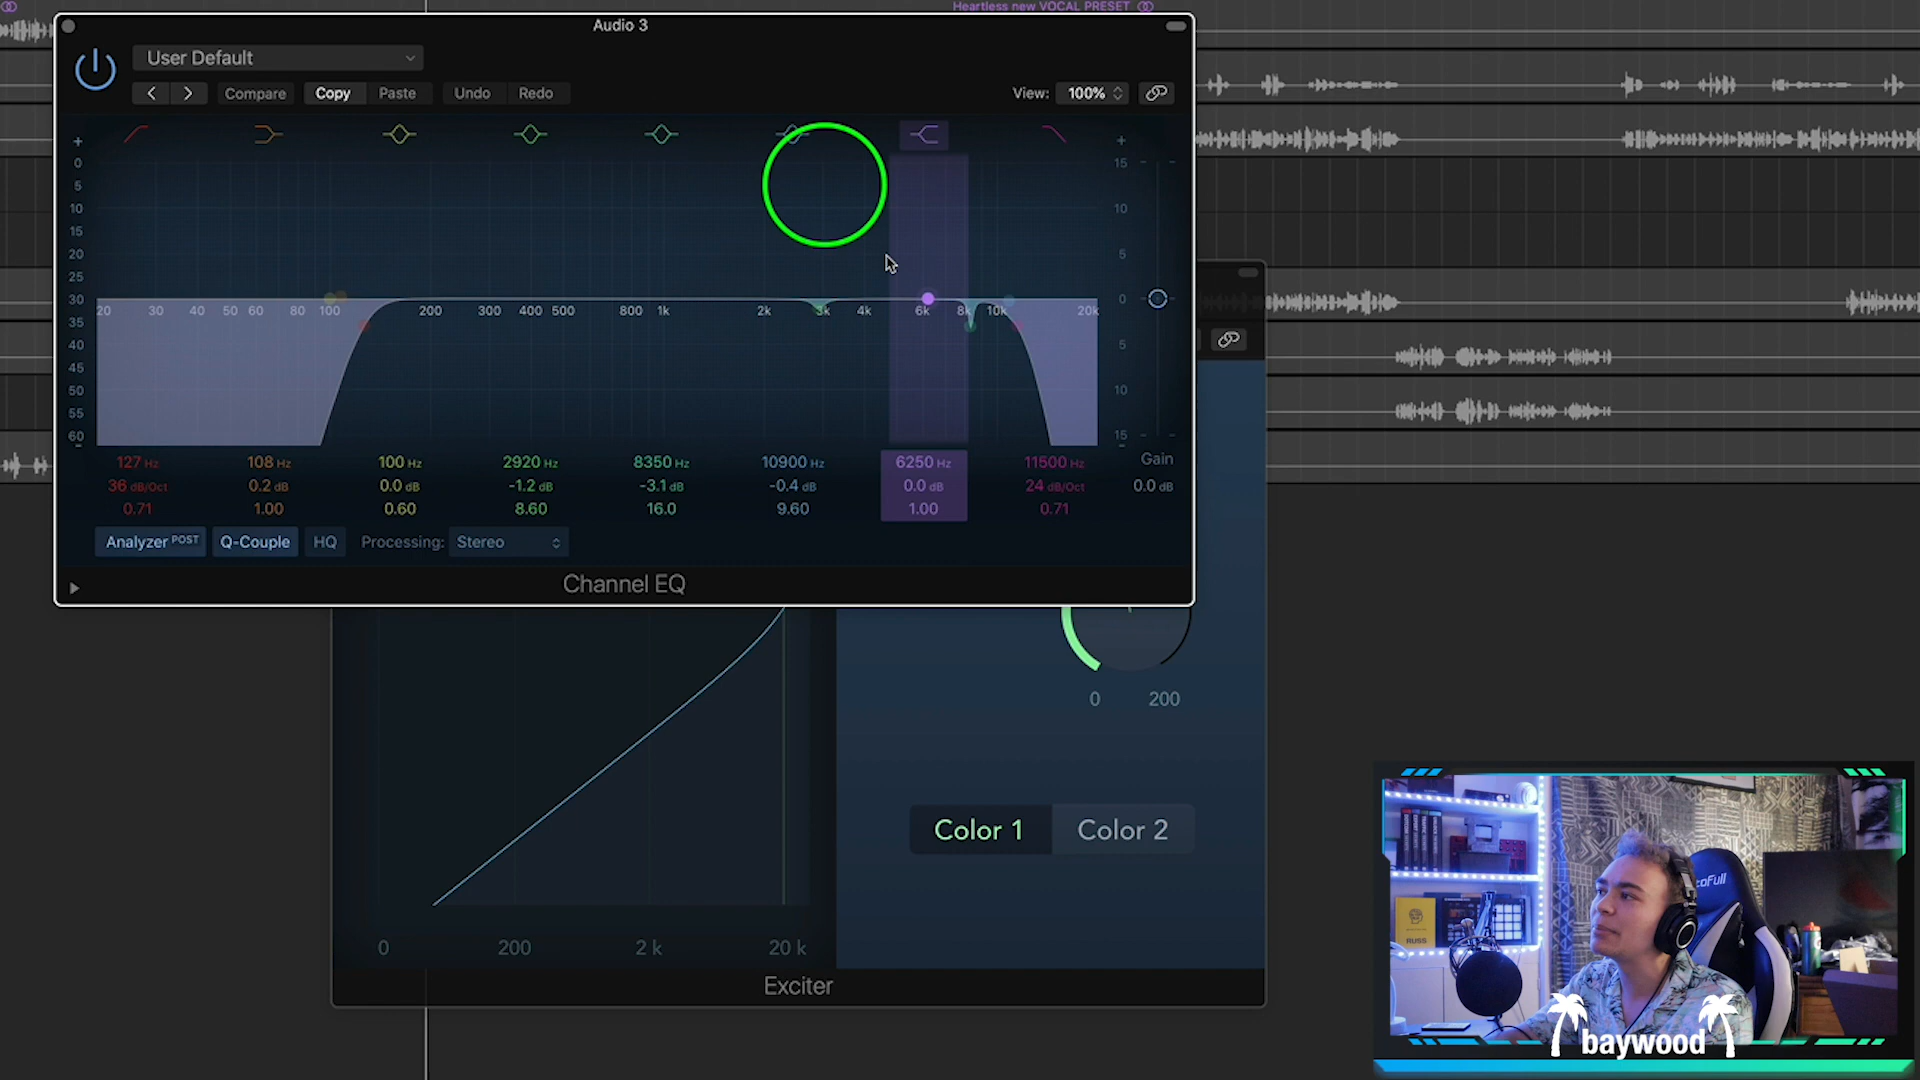 Heartless new VOCAL PRESET
Audio 3
User Default
Compare Copy Paste Undo Redo View: 100%
+ +
0 15
5
10 10
15
20 5
25
30 20 30 40 50 60 80 100 200 300 400 500 800 1k 2k 3k 4k 6k 8k 10k 20k 0
35
40 5
45
50 10
55
60 15
- -
127 Hz 108 Hz 100 Hz 2920 Hz 8350 Hz 10900 Hz 6250 Hz 11500 Hz Gain
36 dB/Oct 0.2 dB 0.0 dB -1.2 dB -3.1 dB -0.4 dB 0.0 dB 24 dB/Oct 0.0 dB
0.71 1.00 0.60 8.60 16.0 9.60 1.00 0.71
Analyzer POST Q-Couple HQ Processing: Stereo
Channel EQ
0 200
Color 1 Color 2
0 200 2 k 20 k
Exciter
RUSS
baywood